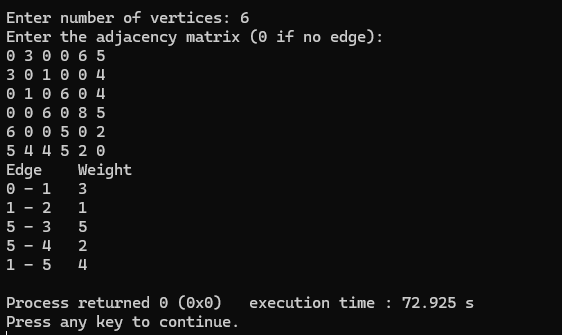 Enter number of vertices: 6
Enter the adjacency matrix (0 if no edge):
0 3 0 0 6 5
3 0 1 0 0 4
0 1 0 6 0 4
0 0 6 0 8 5
6 0 0 5 0 2
5 4 4 5 2 0
Edge    Weight
0 - 1   3
1 - 2   1
5 - 3   5
5 - 4   2
1 - 5   4
Process returned 0 (0x0)   execution time : 72.925 s
Press any key to continue.